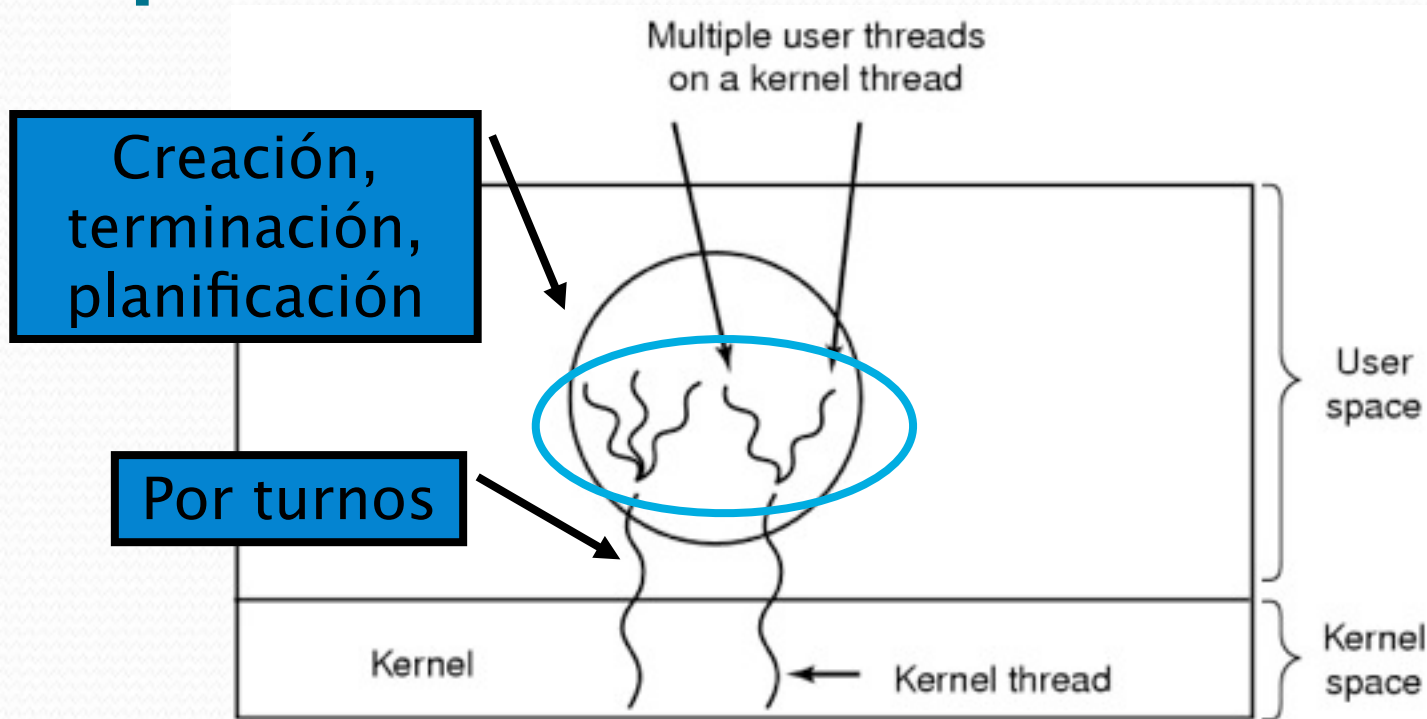 Multiple user threads
on a kernel thread
Creación,
terminación,
planificación
User
space
Por turnos
Kernel
Kernel thread
Kernel
space